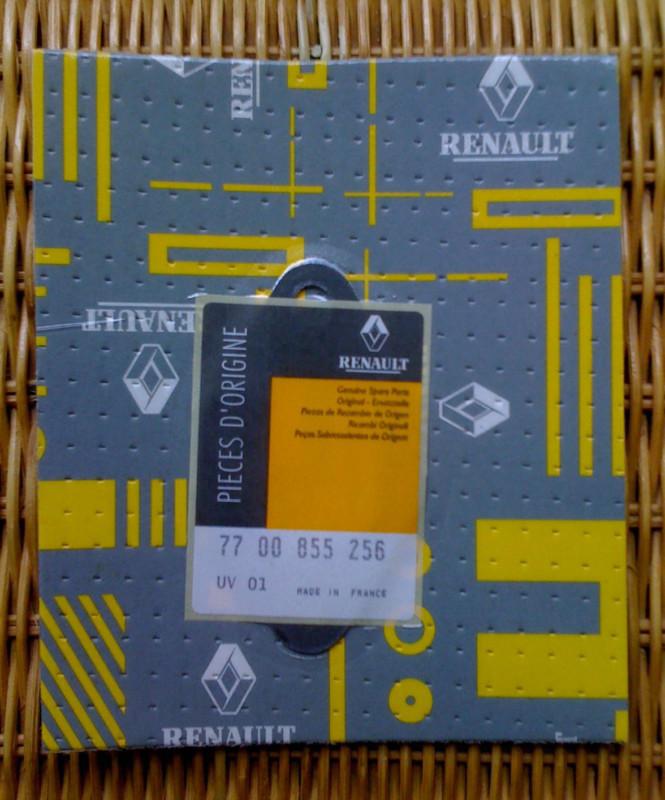 REN
RENAULT
RENAULT
PIECES D'ORIGINE
RENAULT
Genuine Spare Parts
Original - Ersatzteile
Piezas de Recambio de Origen
Ricambi Originali
Peças Sobresselentes de Origem
77 00 855 256
UV 01 MADE IN FRANCE
RENAULT